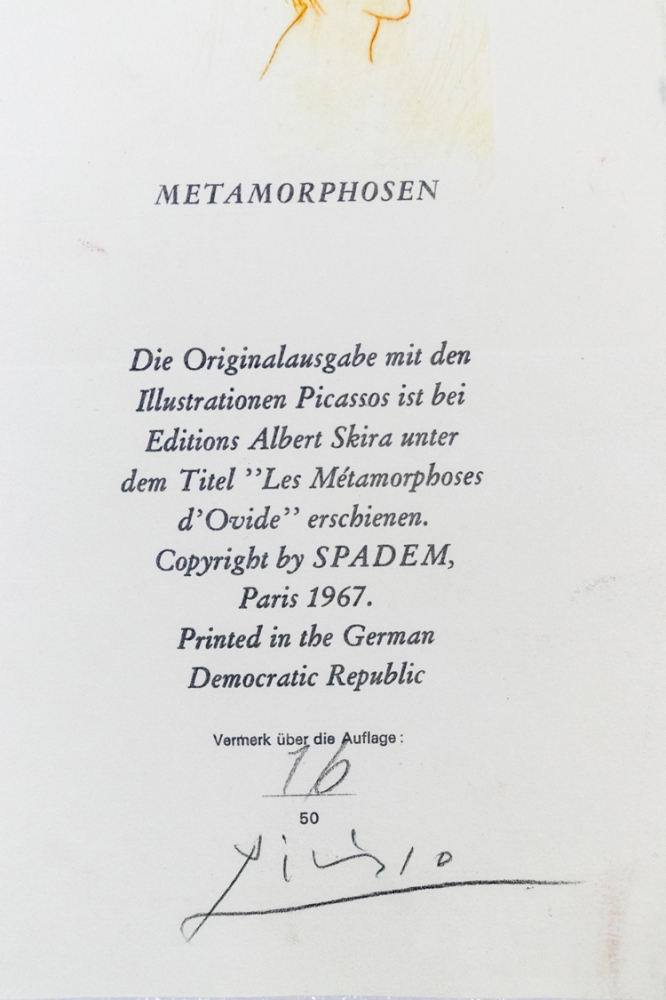 METAMORPHOSEN
Die Originalausgabe mit den
Illustrationen Picassos ist bei
Editions Albert Skira unter
dem Titel ’’Les Métamorphoses
d’Ovide’’ erschienen.
Copyright by SPADEM,
Paris 1967.
Printed in the German
Democratic Republic
Vermerk über die Auflage:
16
50
Picasso